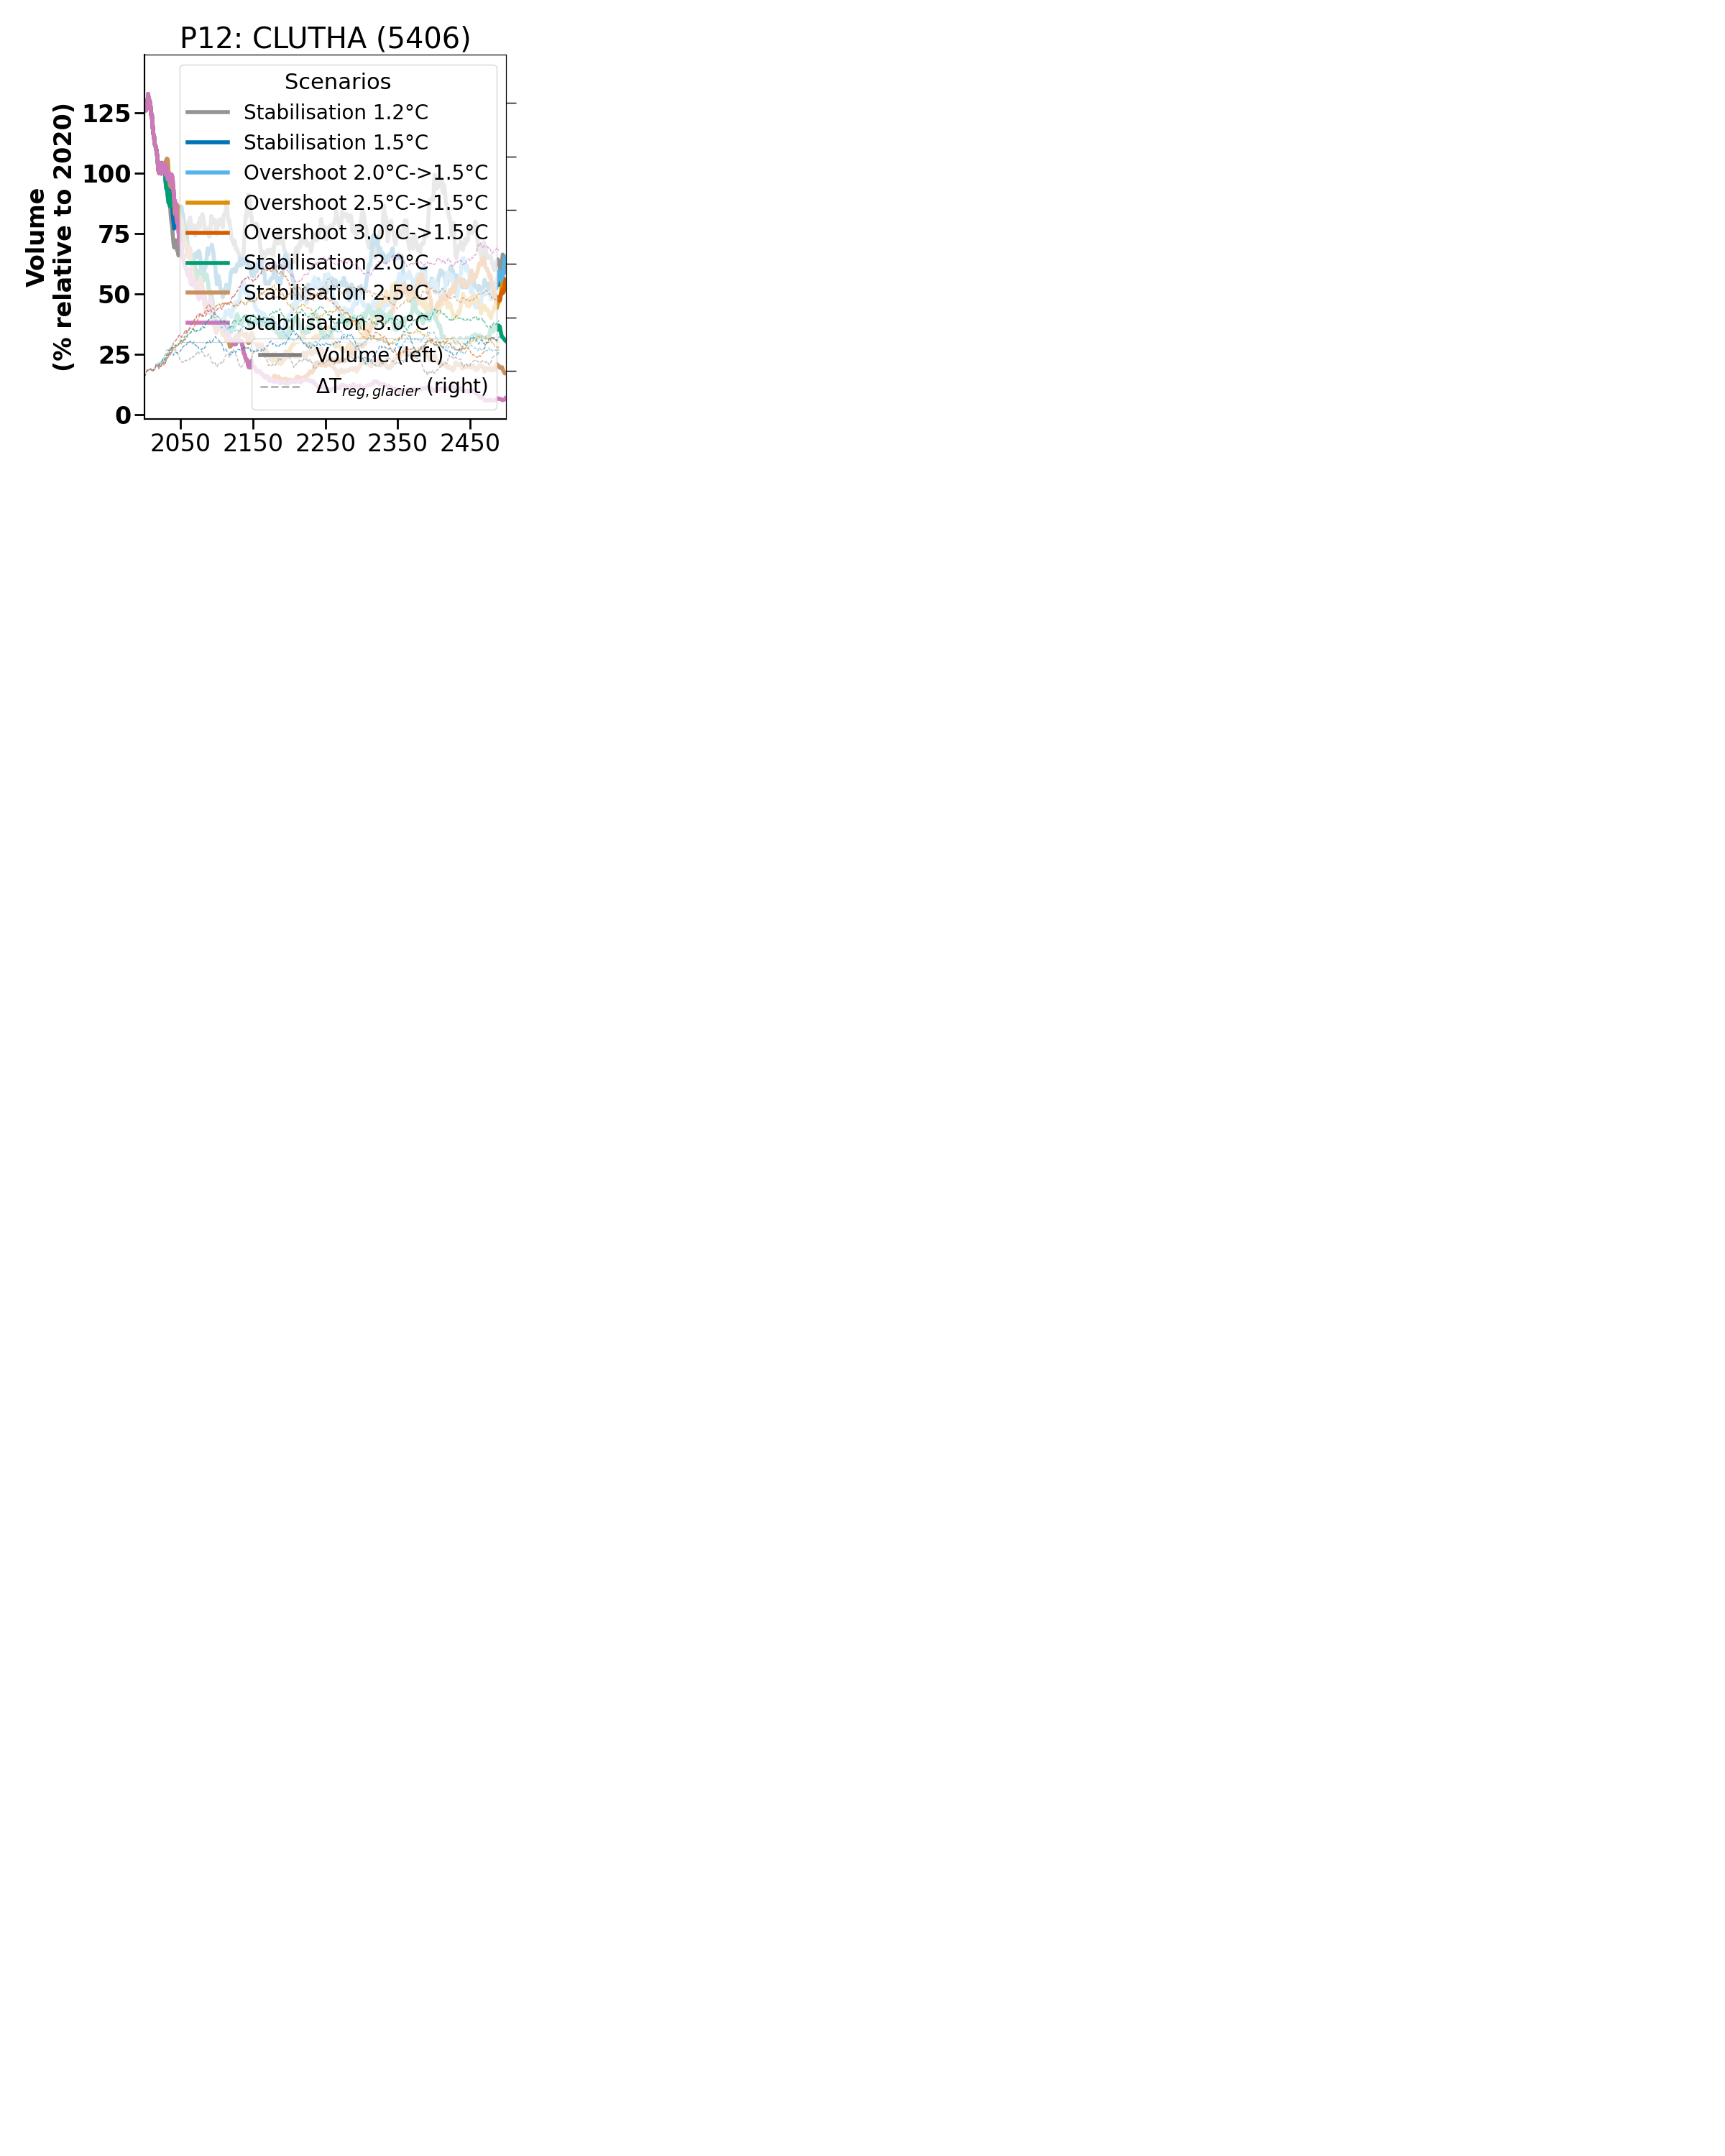 P12: CLUTHA (5406)
Volume
(% relative to 2020)
125
100
75
50
25
0
Scenarios
Stabilisation 1.2°C
Stabilisation 1.5°C
Overshoot 2.0°C->1.5°C
Overshoot 2.5°C->1.5°C
Overshoot 3.0°C->1.5°C
Stabilisation 2.0°C
Stabilisation 2.5°C
Stabilisation 3.0°C
Volume (left)
ΔTreg,glacier (right)
2050 2150 2250 2350 2450